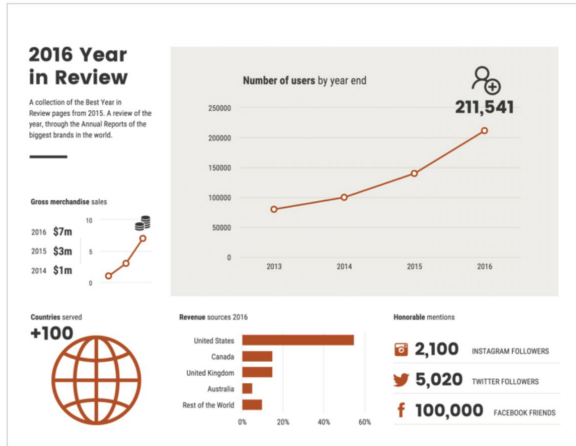 2016 Year
in Review
A collection of the Best Year in
Review pages from 2015. A review of the
year, through the Annual Reports of the
biggest brands in the world.
Number of users by year end
211,541
250000
200000
150000
100000
50000
0
2013 2014 2015 2016
Gross merchandise sales
2016 $7m
2015 $3m
2014 $1m
10
5
0
Countries served
+100
Revenue sources 2016
United States
Canada
United Kingdom
Australia
Rest of the World
0% 20% 40% 60%
Honorable mentions
2,100 INSTAGRAM FOLLOWERS
5,020 TWITTER FOLLOWERS
100,000 FACEBOOK FRIENDS